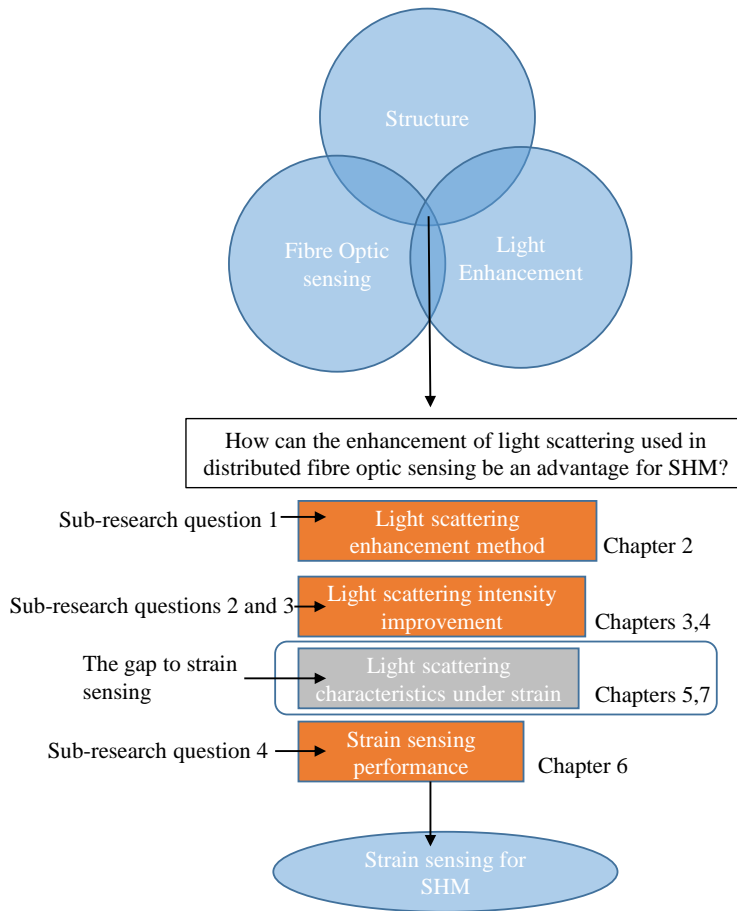 Structure
Fibre Optic
sensing
Light
Enhancement
How can the enhancement of light scattering used in
distributed fibre optic sensing be an advantage for SHM?
Sub-research question 1
Light scattering
enhancement method
Chapter 2
Sub-research questions 2 and 3
Light scattering intensity
improvement
Chapters 3,4
The gap to strain
sensing
Light scattering
characteristics under strain
Chapters 5,7
Sub-research question 4
Strain sensing
performance
Chapter 6
Strain sensing for
SHM